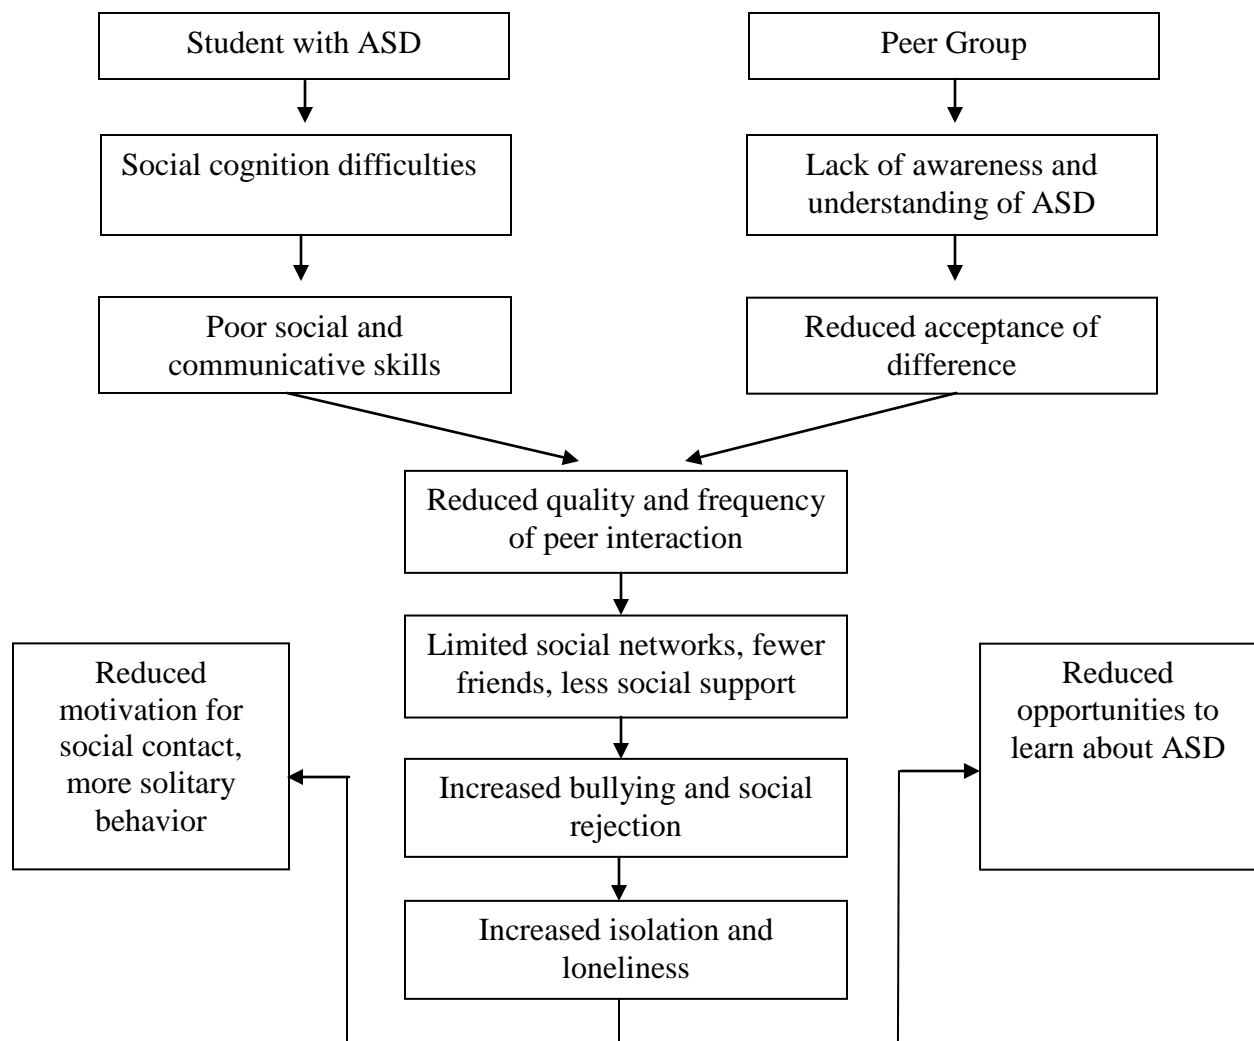 Student with ASD
Peer Group
Social cognition difficulties
Lack of awareness and
understanding of ASD
Poor social and
communicative skills
Reduced acceptance of
difference
Reduced quality and frequency
of peer interaction
Limited social networks, fewer
friends, less social support
Reduced
motivation for
social contact,
more solitary
behavior
Reduced
opportunities to
learn about ASD
Increased bullying and social
rejection
Increased isolation and
loneliness